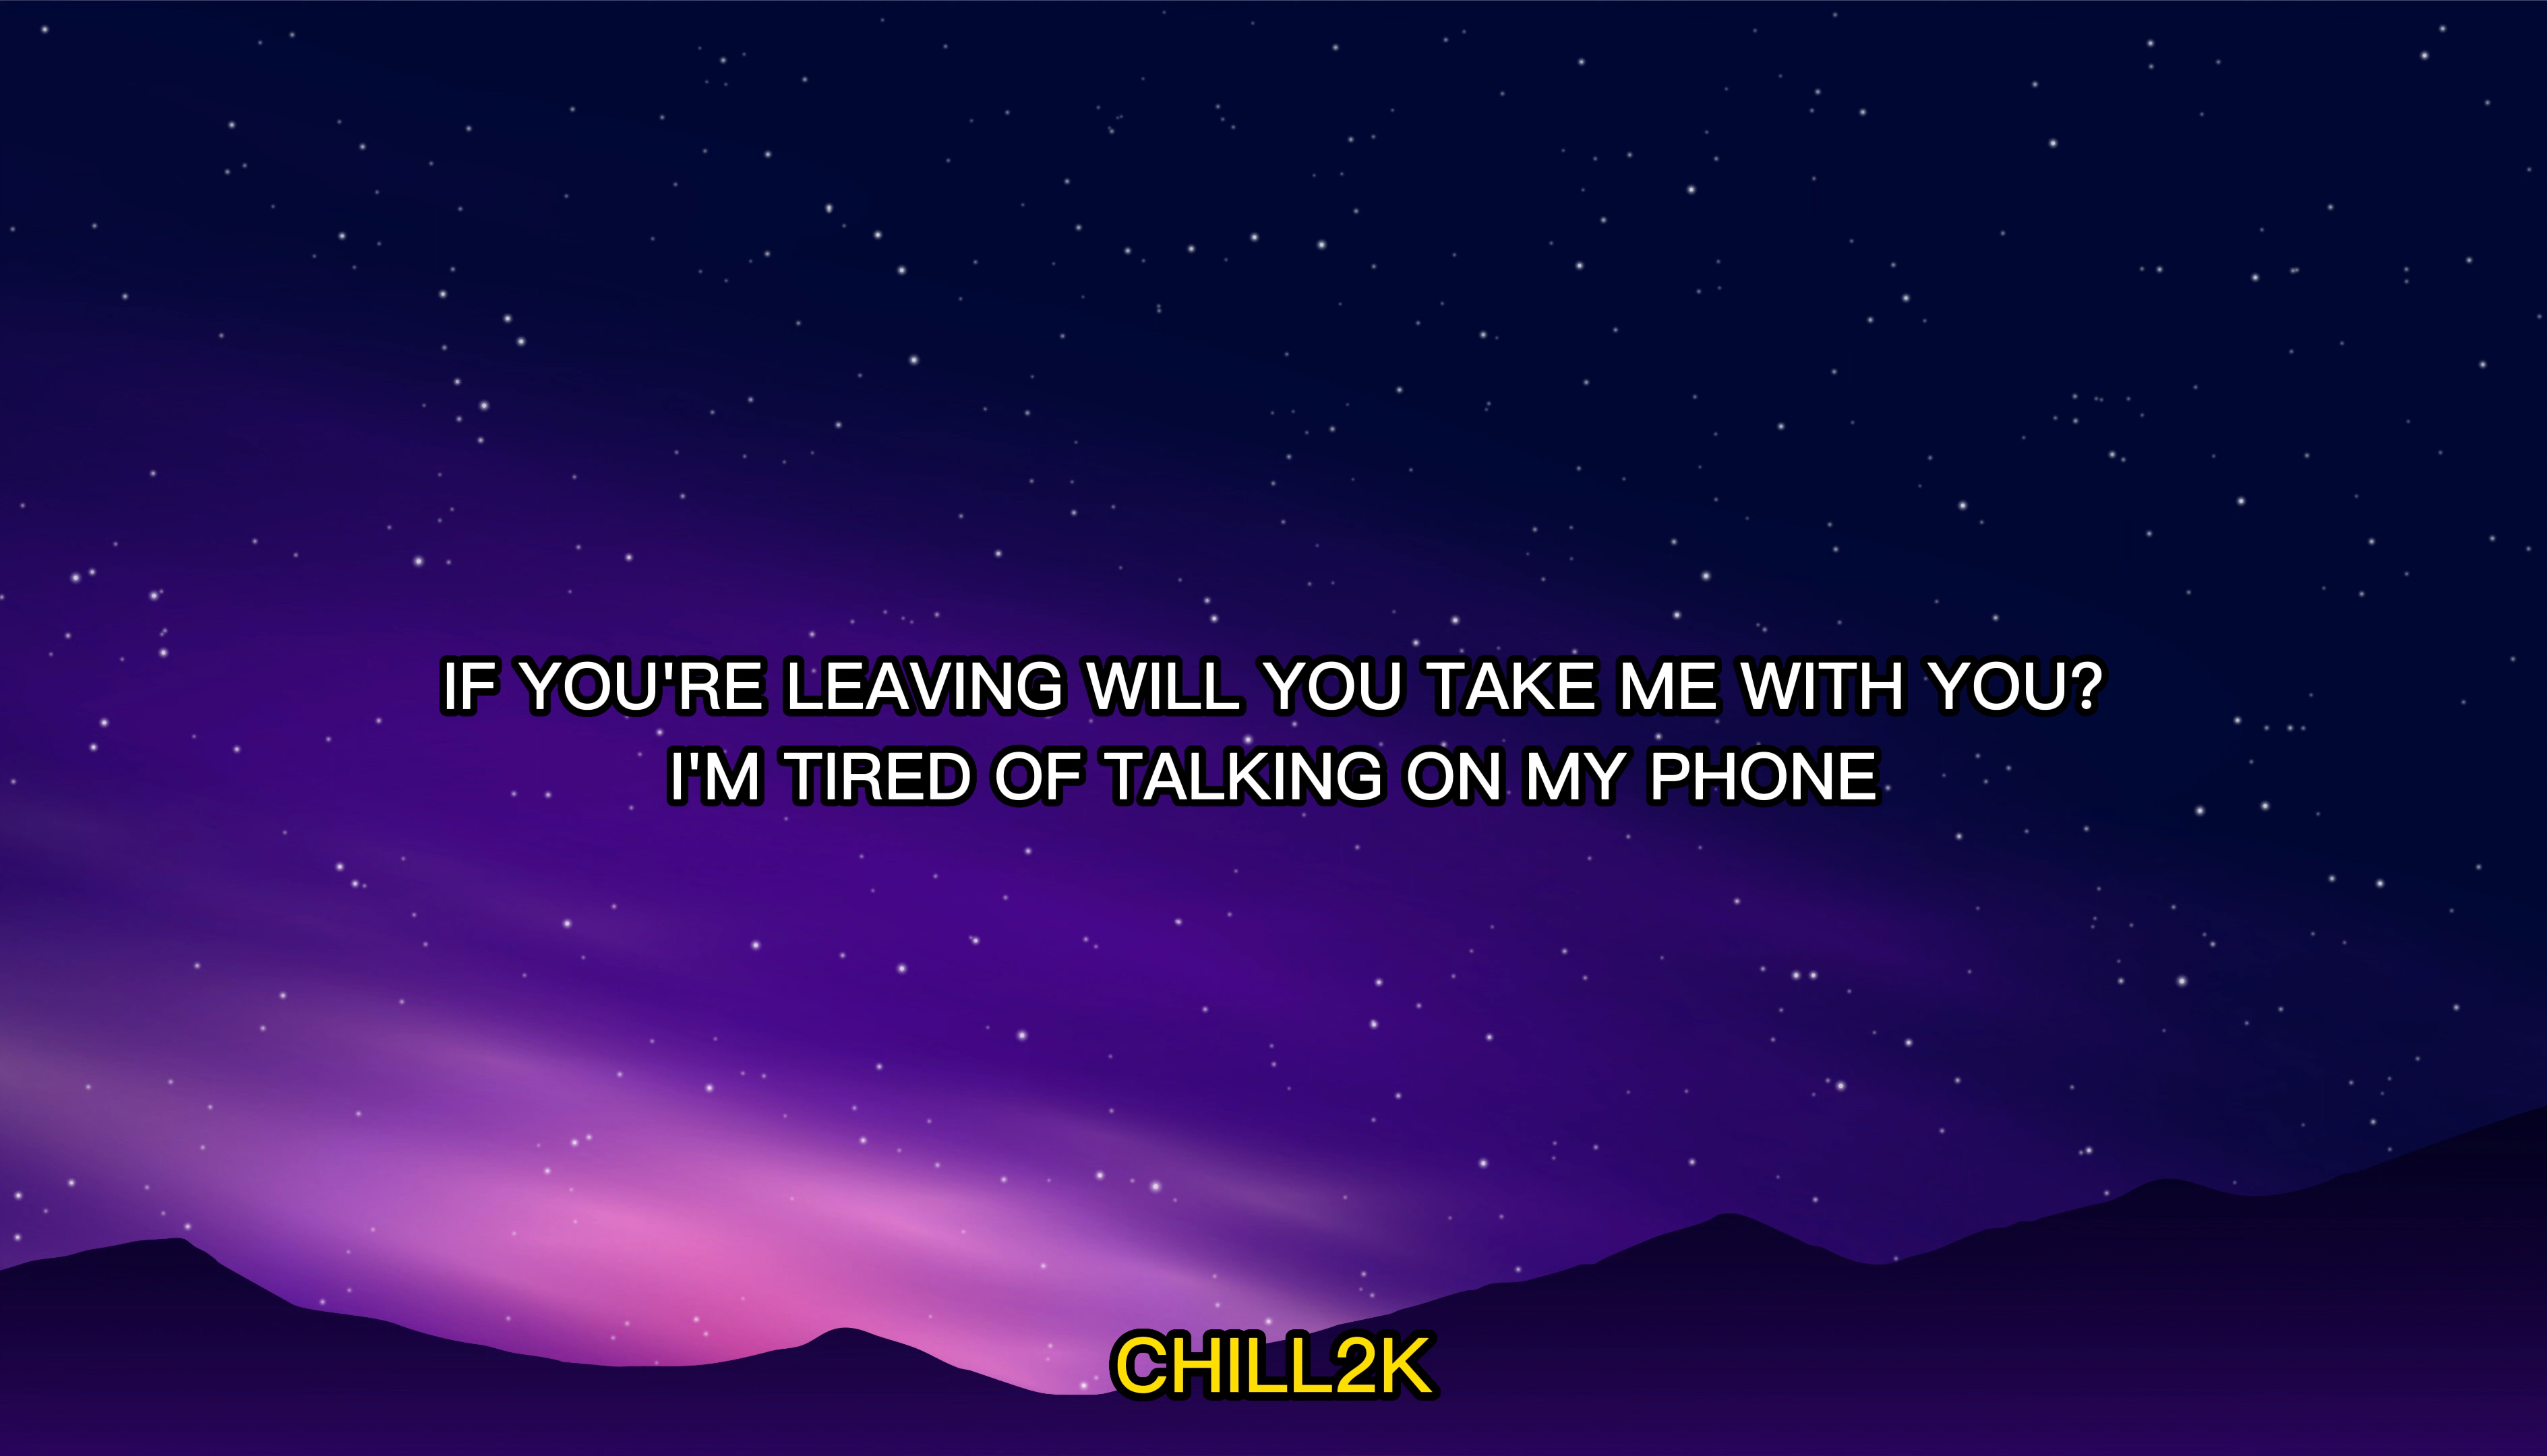 IF YOU'RE LEAVING WILL YOU TAKE ME WITH YOU?
I'M TIRED OF TALKING ON MY PHONE
CHILL2K